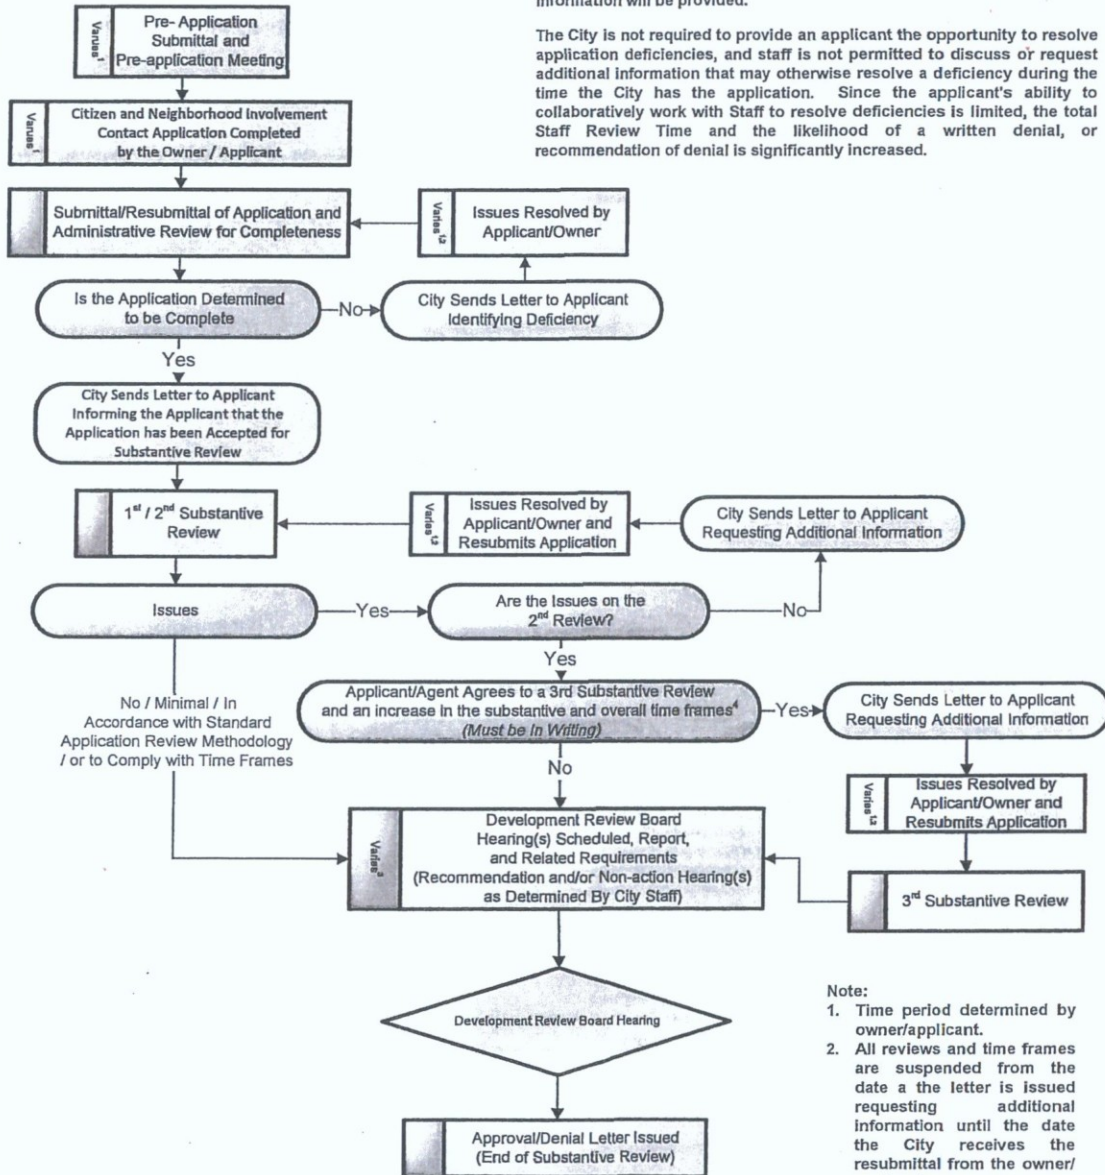 information will be provided.
The City is not required to provide an applicant the opportunity to resolve
application deficiencies, and staff is not permitted to discuss or request
additional information that may otherwise resolve a deficiency during the
time the City has the application. Since the applicant's ability to
collaboratively work with Staff to resolve deficiencies is limited, the total
Staff Review Time and the likelihood of a written denial, or
recommendation of denial is significantly increased.
Varies¹
Pre- Application
Submittal and
Pre-application Meeting
Varies¹
Citizen and Neighborhood Involvement
Contact Application Completed
by the Owner / Applicant
Submittal/Resubmittal of Application and
Administrative Review for Completeness
Varies¹,²
Issues Resolved by
Applicant/Owner
Is the Application Determined
to be Complete
No
City Sends Letter to Applicant
Identifying Deficiency
Yes
City Sends Letter to Applicant
Informing the Applicant that the
Application has been Accepted for
Substantive Review
1st / 2nd Substantive
Review
Varies¹,²
Issues Resolved by
Applicant/Owner and
Resubmits Application
City Sends Letter to Applicant
Requesting Additional Information
Issues
Yes
Are the Issues on the
2nd Review?
No
Yes
No / Minimal / In
Accordance with Standard
Application Review Methodology
/ or to Comply with Time Frames
Applicant/Agent Agrees to a 3rd Substantive Review
and an increase in the substantive and overall time frames⁴
(Must be in Writing)
Yes
City Sends Letter to Applicant
Requesting Additional Information
No
Varies¹,²
Issues Resolved by
Applicant/Owner and
Resubmits Application
Varies³
Development Review Board
Hearing(s) Scheduled, Report,
and Related Requirements
(Recommendation and/or Non-action Hearing(s)
as Determined By City Staff)
3rd Substantive Review
Development Review Board Hearing
Approval/Denial Letter Issued
(End of Substantive Review)
Note:
1. Time period determined by
owner/applicant.
2. All reviews and time frames
are suspended from the
date a the letter is issued
requesting additional
information until the date
the City receives the
resubmittal from the owner/